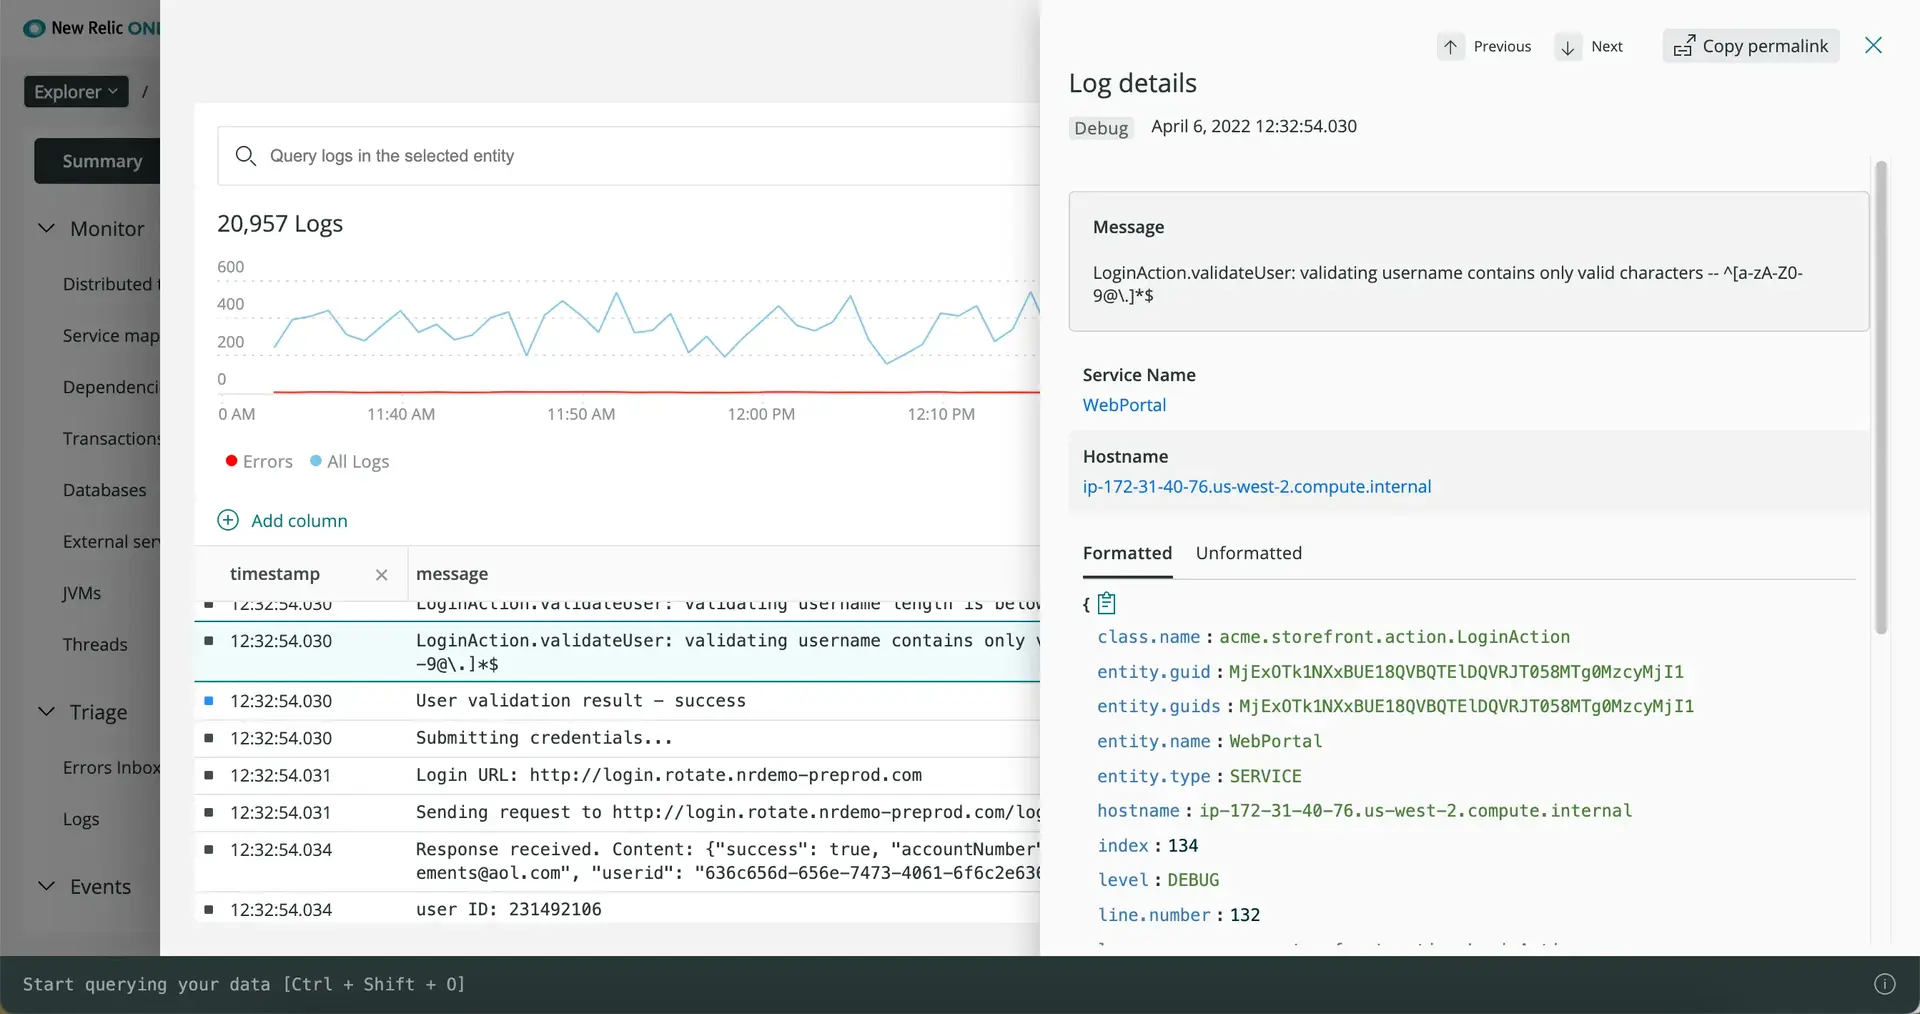 New Relic ONE
Explorer /
Summary
Monitor
Distributed t
Service map
Dependenci
Transactions
Databases
External serv
JVMs
Threads
Triage
Errors Inbox
Logs
Events
Query logs in the selected entity
20,957 Logs
600
400
200
0
0 AM 11:40 AM 11:50 AM 12:00 PM 12:10 PM
Errors All Logs
Add column
timestamp message
12:32:54.030 LoginAction.validateUser: validating username length is below
12:32:54.030 LoginAction.validateUser: validating username contains only v
-9@\.]*$
12:32:54.030 User validation result – success
12:32:54.030 Submitting credentials...
12:32:54.031 Login URL: http://login.rotate.nrdemo-preprod.com
12:32:54.031 Sending request to http://login.rotate.nrdemo-preprod.com/log
12:32:54.034 Response received. Content: {"success": true, "accountNumber"
ements@aol.com", "userid": "636c656d-656e-7473-4061-6f6c2e636
12:32:54.034 user ID: 231492106
Previous Next Copy permalink
Log details
Debug April 6, 2022 12:32:54.030
Message
LoginAction.validateUser: validating username contains only valid characters -- ^[a-zA-Z0-
9@\.]*$
Service Name
WebPortal
Hostname
ip-172-31-40-76.us-west-2.compute.internal
Formatted Unformatted
{
class.name : acme.storefront.action.LoginAction
entity.guid : MjExOTk1NXxBUE18QVBQTElDQVRJT058MTg0MzcyMjI1
entity.guids : MjExOTk1NXxBUE18QVBQTElDQVRJT058MTg0MzcyMjI1
entity.name : WebPortal
entity.type : SERVICE
hostname : ip-172-31-40-76.us-west-2.compute.internal
index : 134
level : DEBUG
line.number : 132
Start querying your data [Ctrl + Shift + O]